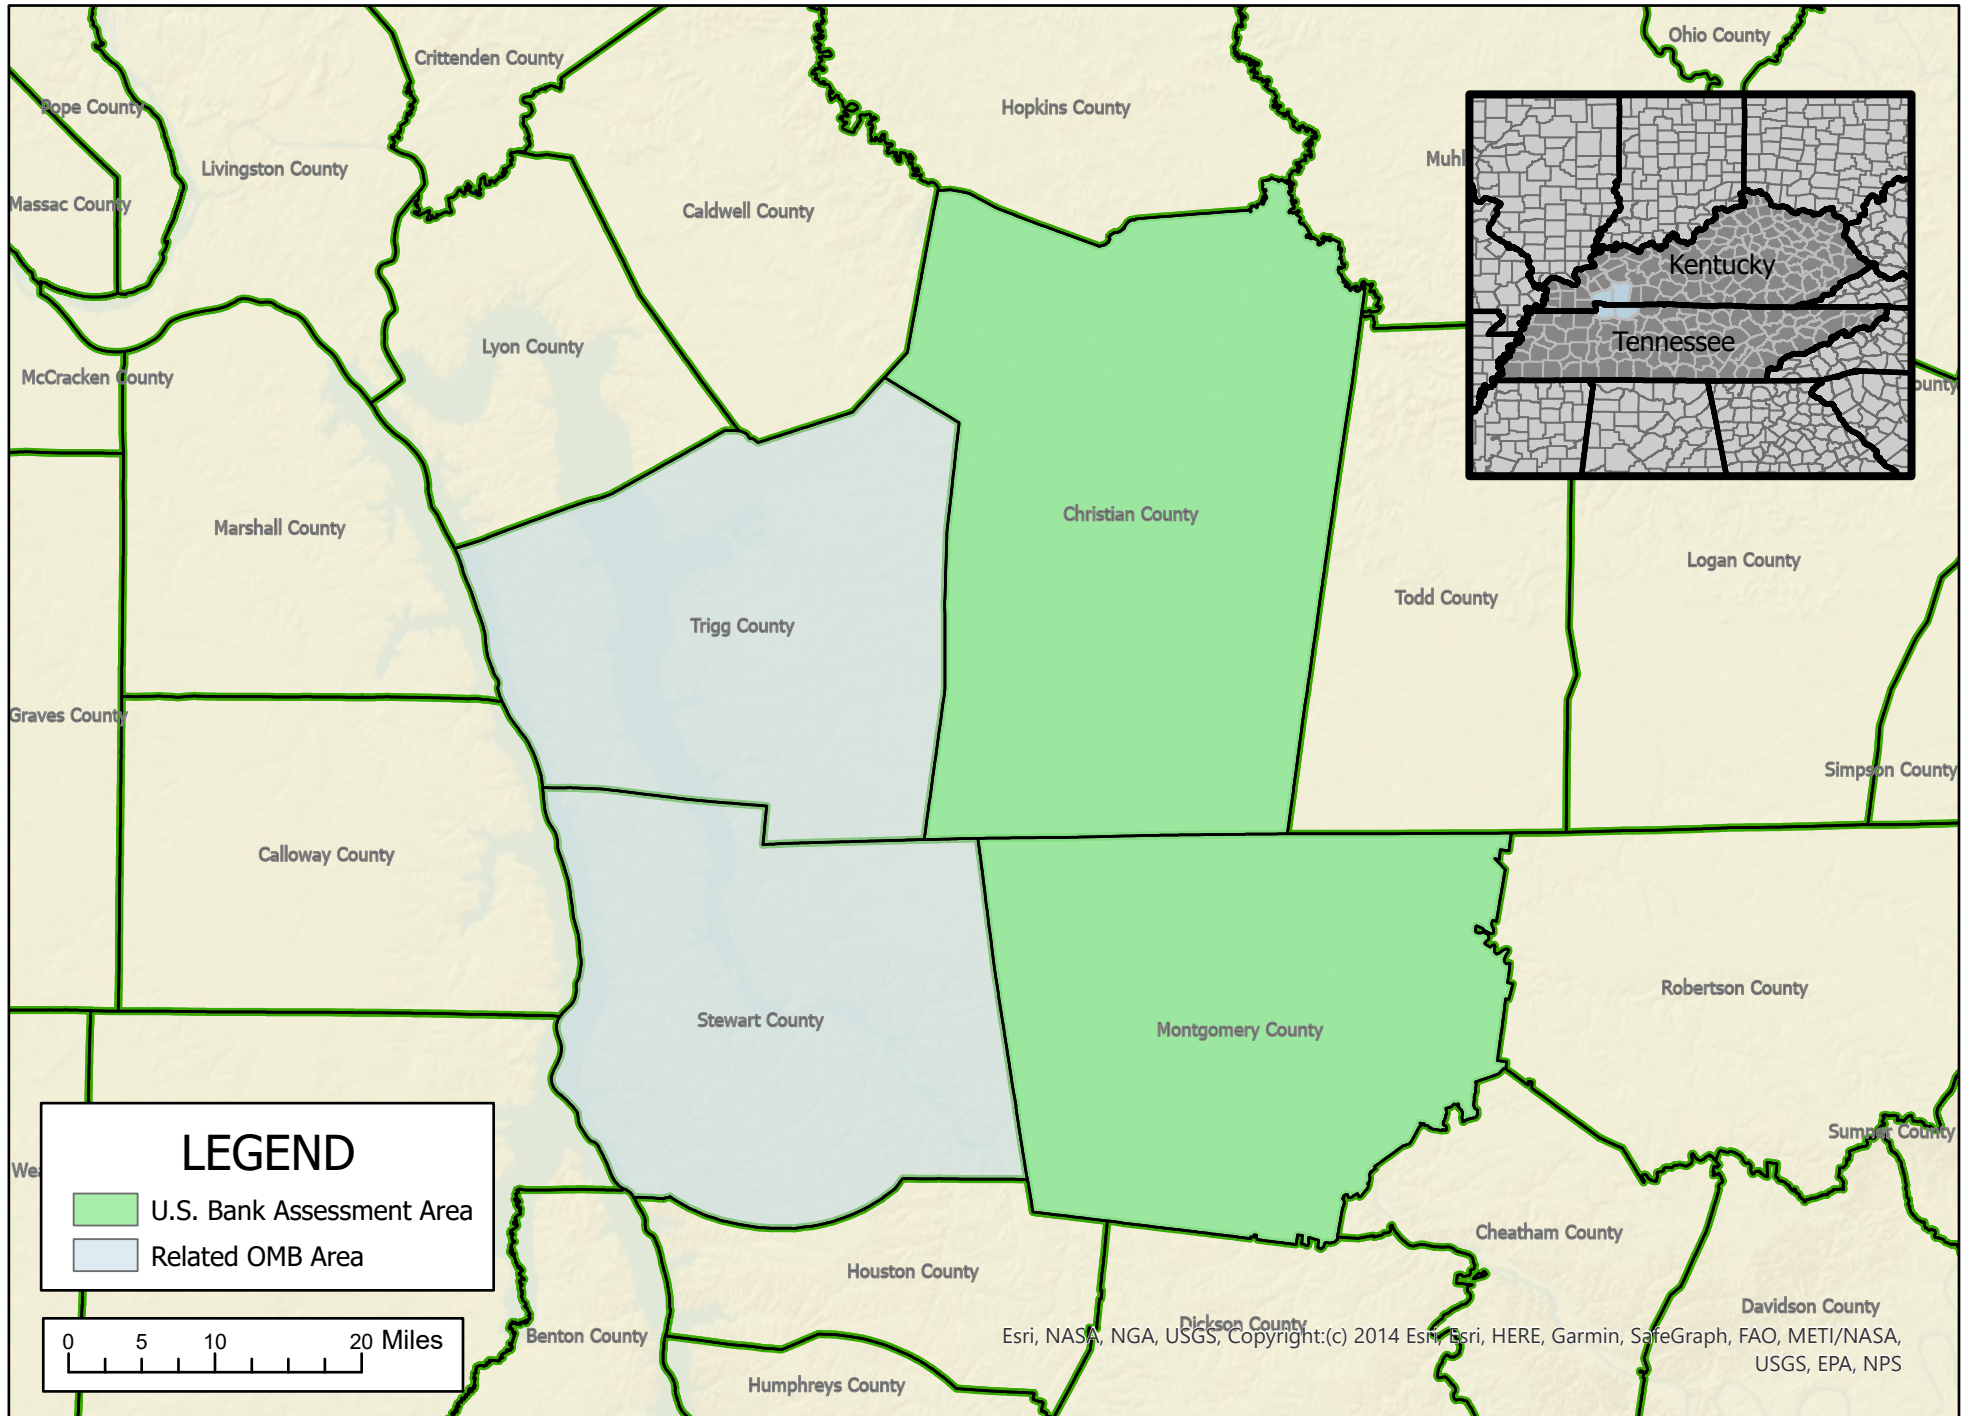 Ohio County
Crittenden County
Pope County
Hopkins County
Livingston County
Massac County
Caldwell County
Kentucky
Tennessee
Lyon County
McCracken County
Christian County
Marshall County
Logan County
Todd County
Trigg County
Graves County
Simpson County
Calloway County
Robertson County
Stewart County
Montgomery County
Sumner County
Cheatham County
Houston County
Davidson County
Dickson County
Benton County
Humphreys County
LEGEND
U.S. Bank Assessment Area
Related OMB Area
0 5 10 20 Miles
Esri, NASA, NGA, USGS, Copyright:(c) 2014 Esri, Esri, HERE, Garmin, SafeGraph, FAO, METI/NASA,
USGS, EPA, NPS